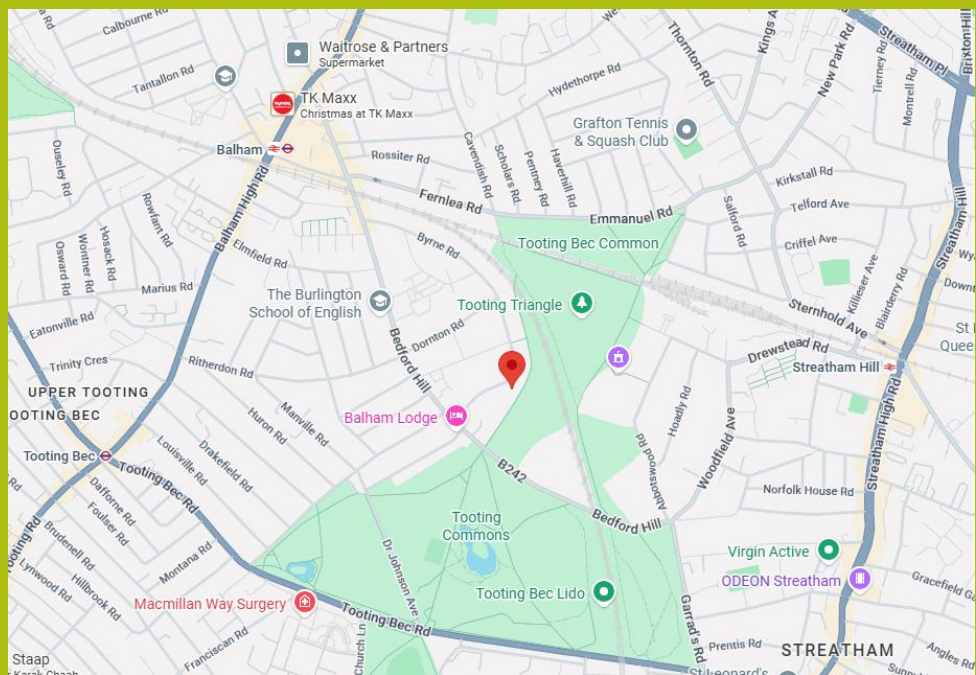 Calbourne Rd
Waitrose & Partners
Supermarket
Tantallon Rd
TK Maxx
Christmas at TK Maxx
Thornton Rd
Kings A
New Park Rd
Streatham Pl
Brixton Hill
Tierney Rd
Montrell Rd
Hydethorpe Rd
Grafton Tennis
& Squash Club
Balham
Ouseley Rd
Rossiter Rd
Cavendish Rd
Scholars Rd
Pentney Rd
Haverhill Rd
Kirkstall Rd
Telford Ave
Fernlea Rd
Emmanuel Rd
Salford Rd
Streatham Hill
Rowfant Rd
Balham High Rd
Hosack Rd
Wontner Rd
Osward Rd
Elmfield Rd
Byrne Rd
Tooting Bec Common
Criffel Ave
Killieser Ave
Blairderry Rd
Marius Rd
The Burlington
School of English
Tooting Triangle
Sternhold Ave
Eatonville Rd
Dornton Rd
Bedford Hill
Drewstead Rd
Streatham Hill
Trinity Cres
Ritherdon Rd
UPPER TOOTING
OOTING BEC
Manville Rd
Huron Rd
Balham Lodge
Hoadly Rd
Woodfield Ave
Streatham High Rd
Drakefield Rd
Louisville Rd
Abbotswood Rd
Tooting Bec
Tooting Bec Rd
B242
Norfolk House Rd
Dafforne Rd
Foulser Rd
Bedford Hill
Tooting
Commons
Brudenell Rd
Montana Rd
Dr Johnson Ave
Virgin Active
ODEON Streatham
Lynwood Rd
Hillbrook Rd
Macmillan Way Surgery
Tooting Bec Lido
Tooting Bec Rd
Garrad's Rd
Gracefield Ga
Franciscan Rd
Church Ln
Prentis Rd
STREATHAM
Angles Rd
Staap
St Leonard's